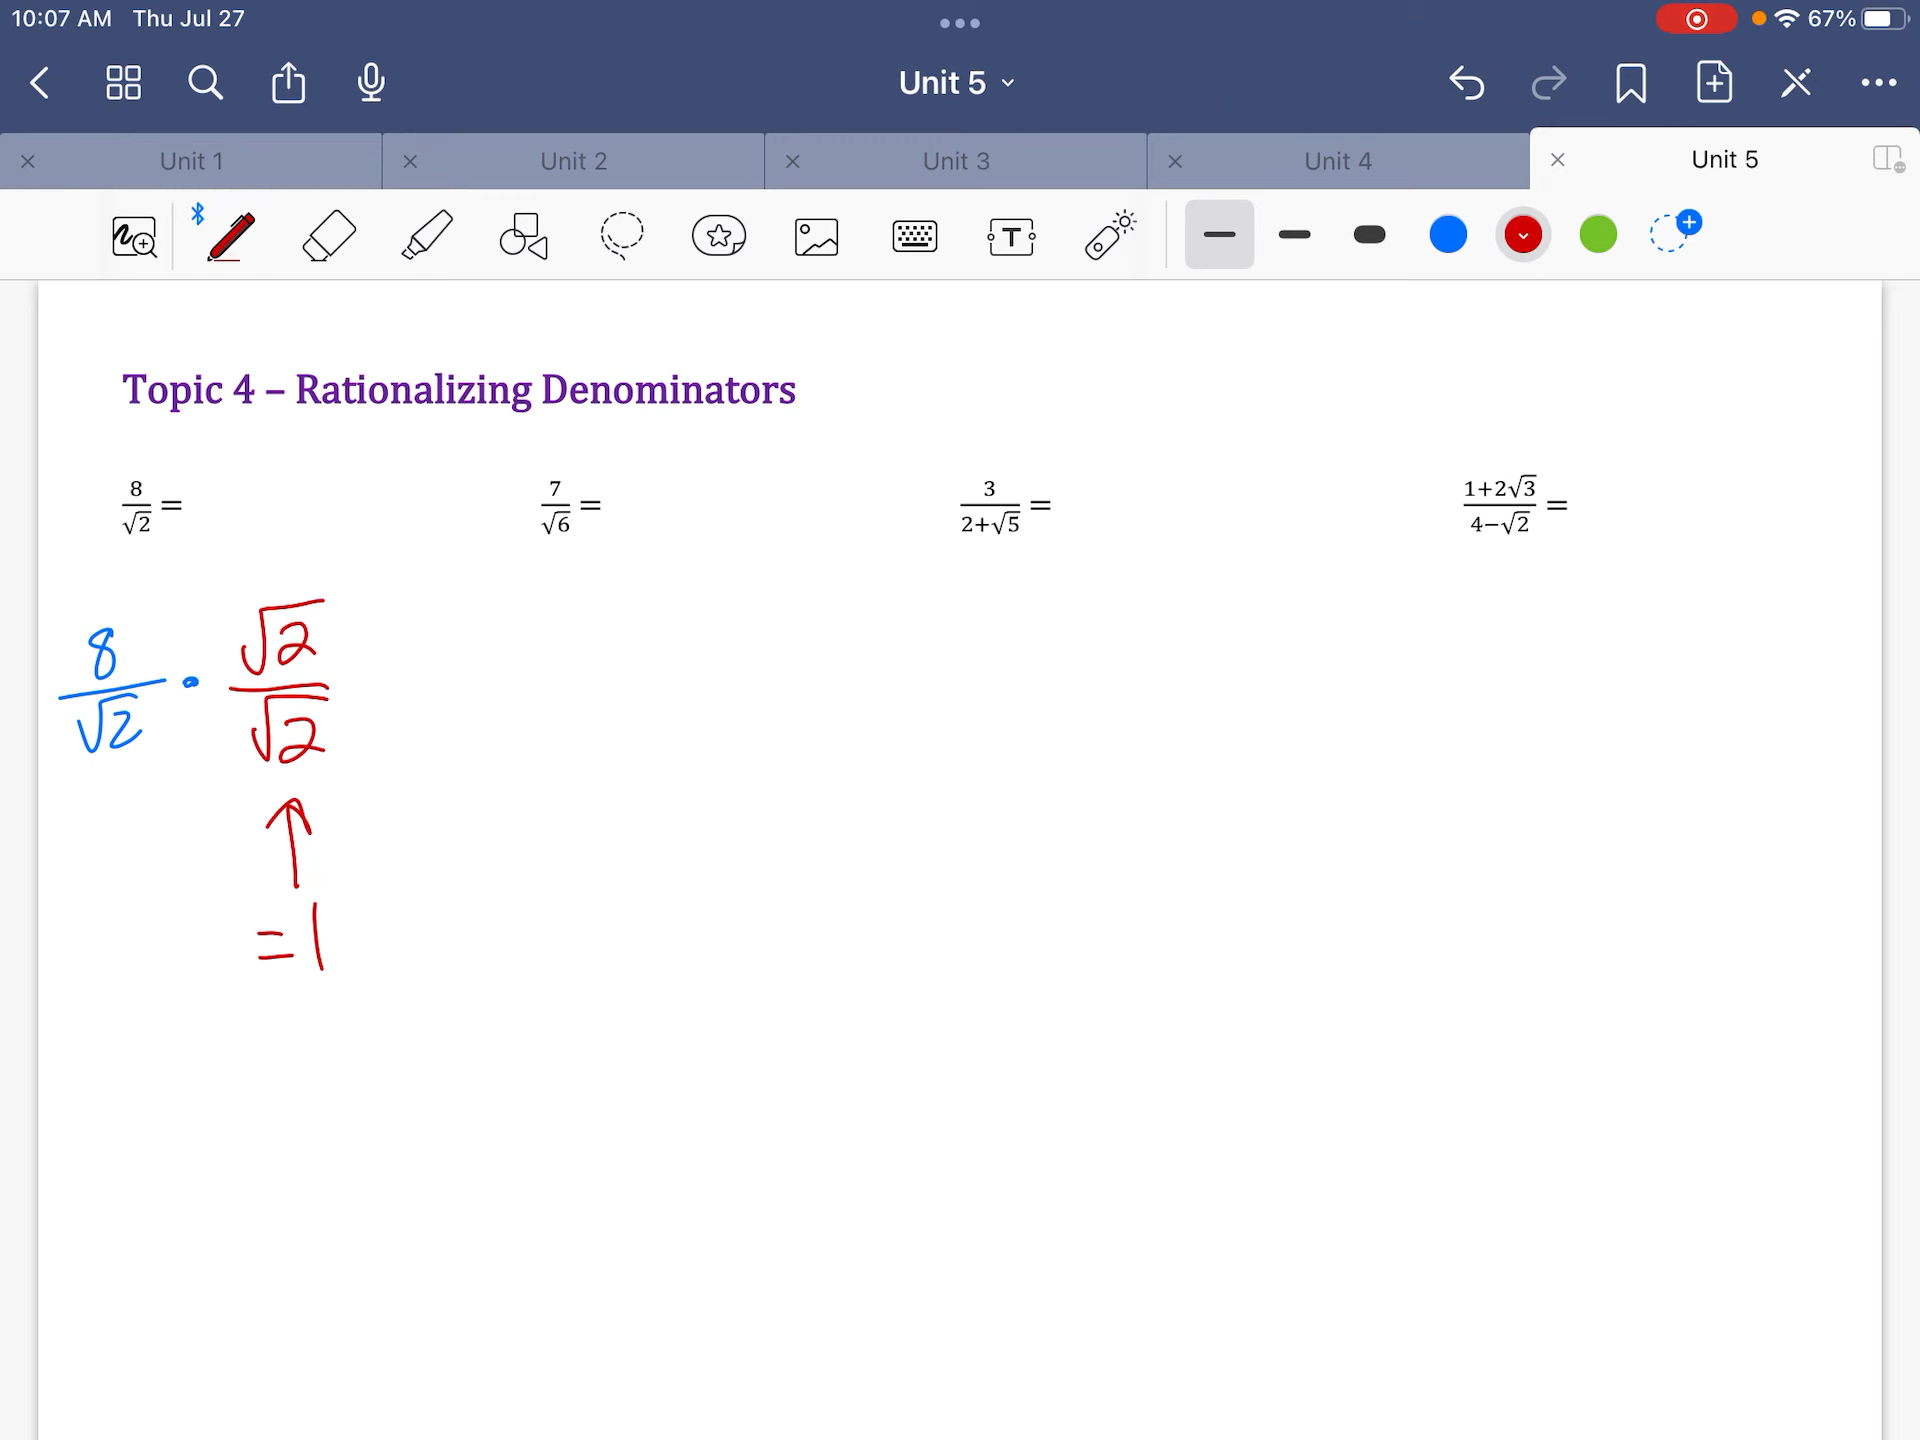 10:07 AM Thu Jul 27
67%
Unit 5
Unit 1
Unit 2
Unit 3
Unit 4
Unit 5
T
Topic 4 – Rationalizing Denominators
8/√2 =
7/√6 =
3/(2+√5) =
(1+2√3)/(4−√2) =
8/√2 · √2/√2
↑
= 1